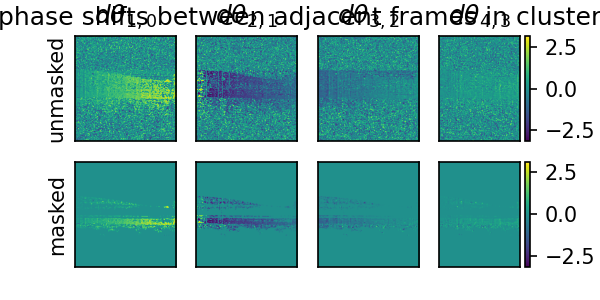 phase shifts between adjacent frames in cluster
dθ1,0 dθ2,1 dθ3,2 dθ4,3
unmasked
2.5
0.0
−2.5
masked
2.5
0.0
−2.5